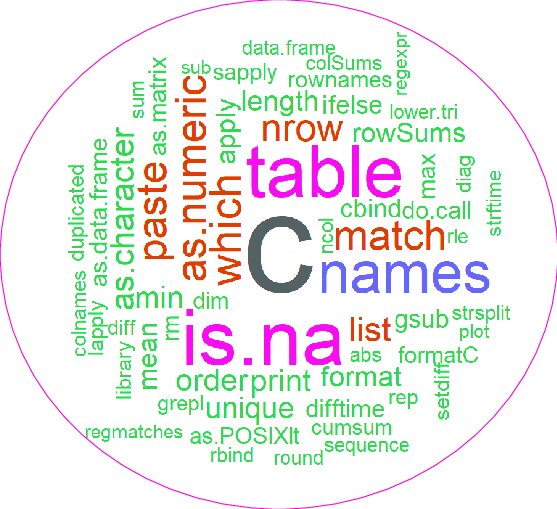 data.frame
colSums
regexpr
sub
sapply
rownames
sum
as.matrix
length
ifelse
lower.tri
as.numeric
apply
nrow
rowSums
table
max
diag
strftime
duplicated
as.data.frame
as.character
paste
which
C
cbind
do.call
ncol
match
rle
names
colnames
lapply
min
dim
diff
rm
is.na
list
gsub
strsplit
plot
library
mean
abs
formatC
order
print
format
setdiff
grepl
unique
difftime
rep
regmatches
as.POSIXlt
cumsum
sequence
rbind
round